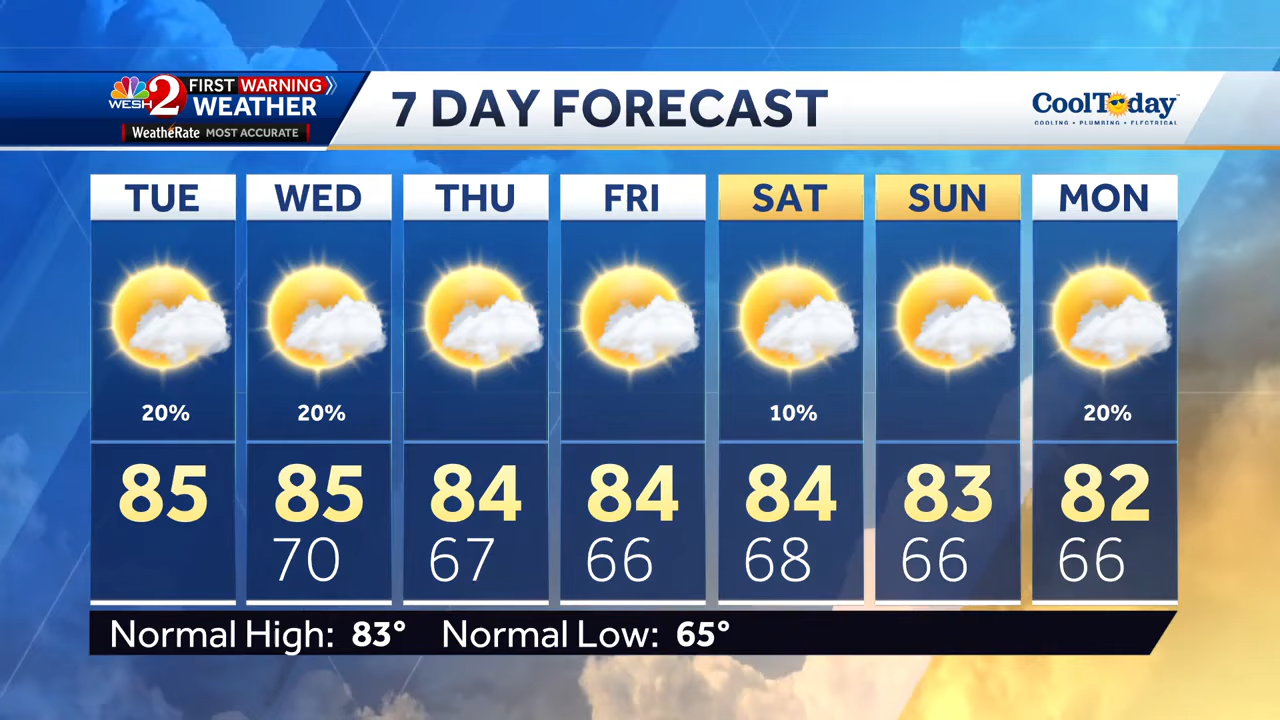 WESH 2 FIRST WARNING
WEATHER
WeatheRate MOST ACCURATE
7 DAY FORECAST
CoolToday™
COOLING • PLUMBING • ELECTRICAL
TUE WED THU FRI SAT SUN MON
20% 20% 10% 20%
85 85 84 84 84 83 82
70 67 66 68 66 66
Normal High: 83° Normal Low: 65°